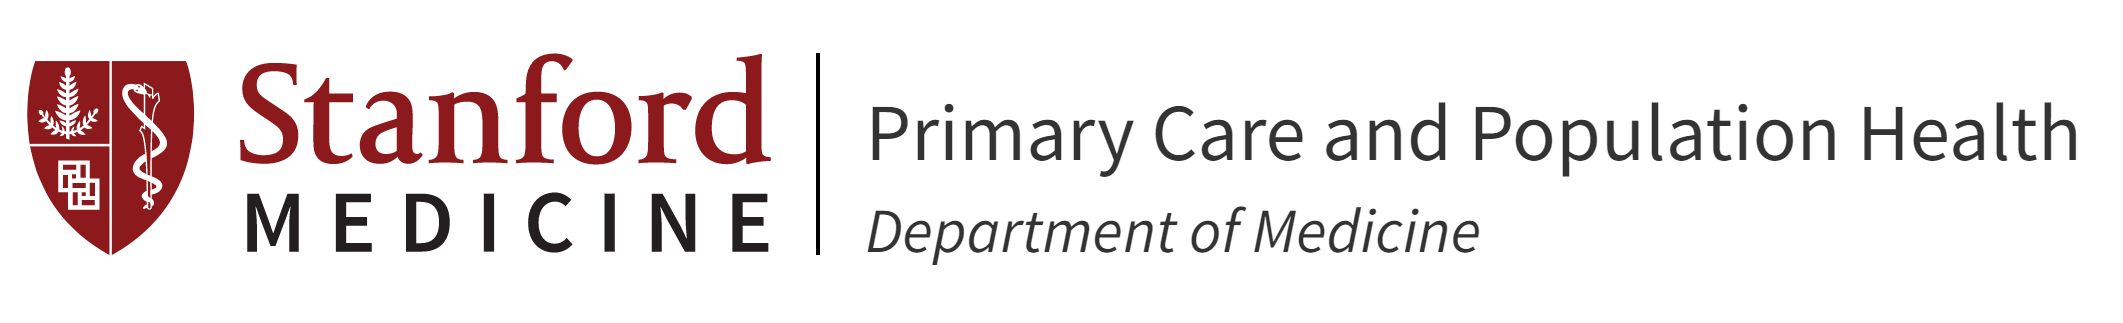 Stanford
MEDICINE
Primary Care and Population Health
Department of Medicine